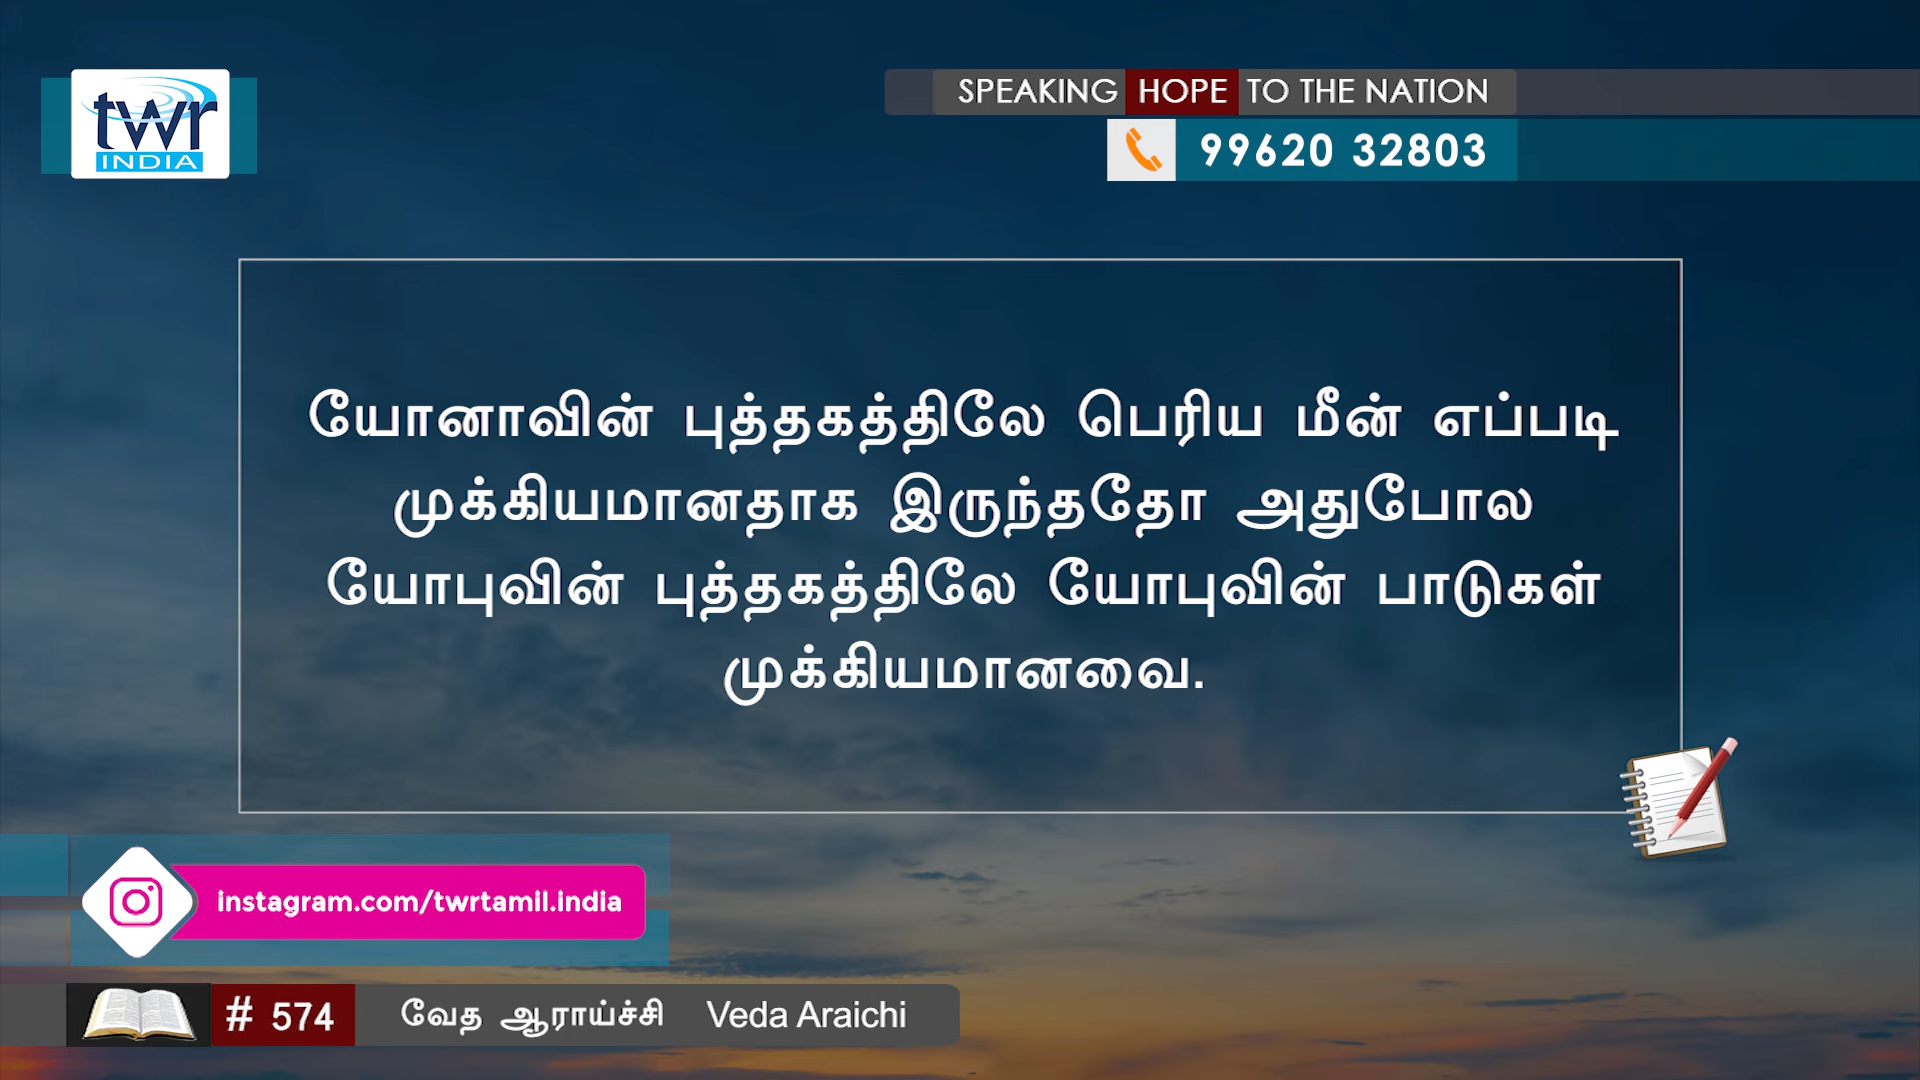 twr
INDIA
SPEAKING HOPE TO THE NATION
99620 32803
யோனாவின் புத்தகத்திலே பெரிய மீன் எப்படி
முக்கியமானதாக இருந்ததோ அதுபோல
யோபுவின் புத்தகத்திலே யோபுவின் பாடுகள்
முக்கியமானவை.
instagram.com/twrtamil.india
# 574 வேத ஆராய்ச்சி Veda Araichi